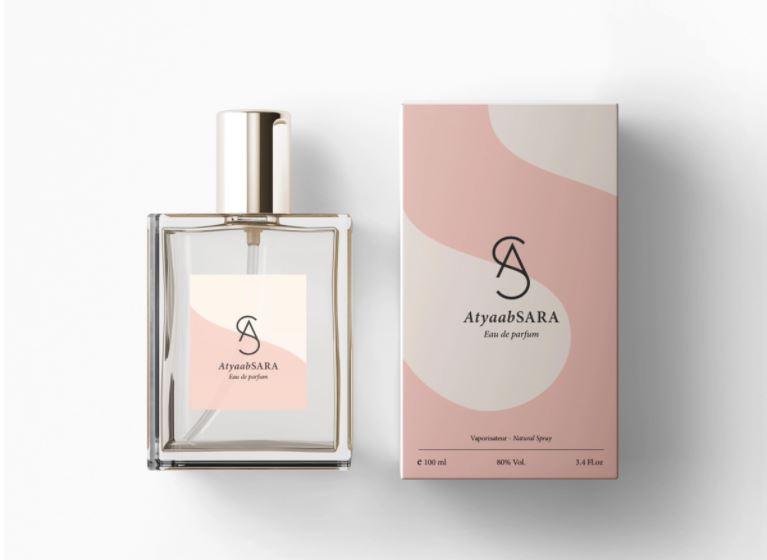 SA
AtyaabSARA
Eau de parfum
SA
AtyaabSARA
Eau de parfum
Vaporisateur - Natural Spray
e 100 ml 80% Vol. 3.4 Fl.oz